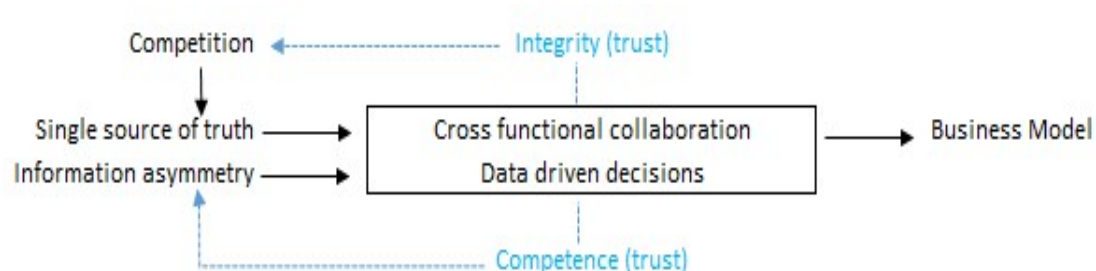 Competition
Integrity (trust)
Single source of truth
Cross functional collaboration
Business Model
Information asymmetry
Data driven decisions
Competence (trust)